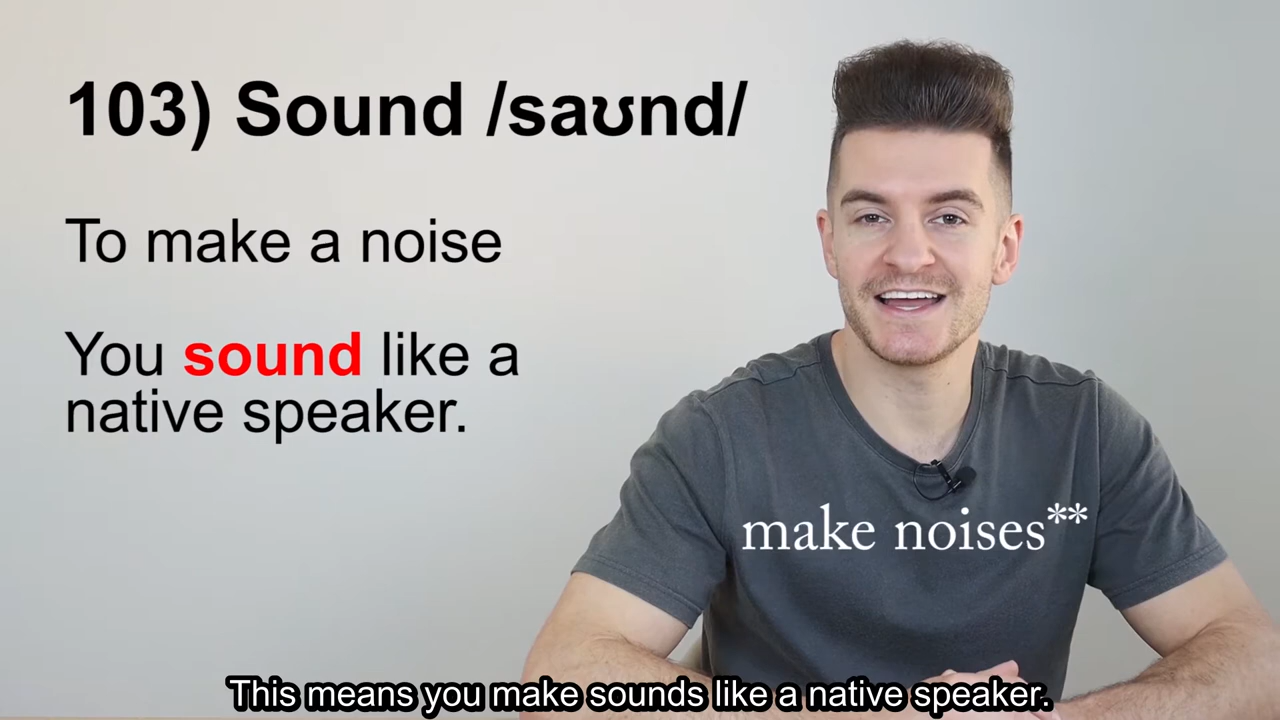 103) Sound /saʊnd/
To make a noise
You sound like a
native speaker.
make noises**
This means you make sounds like a native speaker.